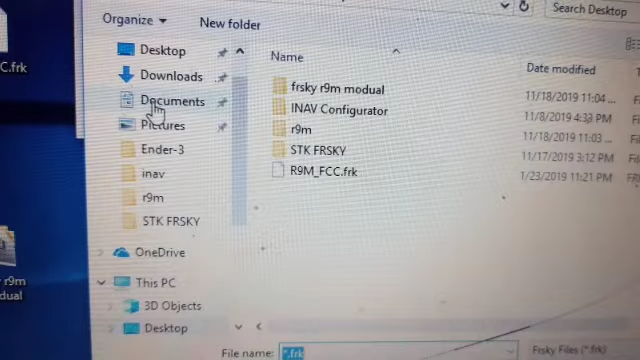 Organize
New folder
Search Desktop
C.frk
Desktop
Downloads
Documents
Pictures
Ender-3
inav
r9m
STK FRSKY
OneDrive
This PC
3D Objects
Desktop
Name
Date modified
frsky r9m modual
11/18/2019 11:04 ...
INAV Configurator
11/8/2019 4:33 PM
r9m
11/18/2019 11:03 ...
STK FRSKY
11/17/2019 3:12 PM
R9M_FCC.frk
1/23/2019 11:21 PM
r9m
dual
File name:
*.frk
Frsky Files (*.frk)